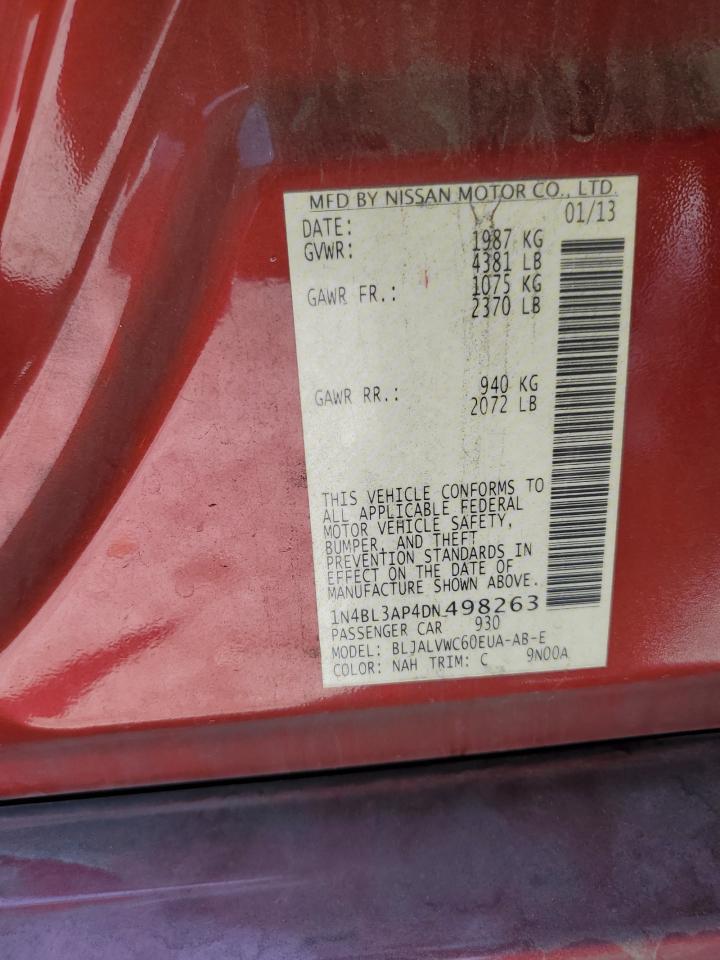 MFD BY NISSAN MOTOR CO., LTD.
DATE: 01/13
GVWR: 1987 KG
4381 LB
GAWR FR.: 1075 KG
2370 LB
GAWR RR.: 940 KG
2072 LB
THIS VEHICLE CONFORMS TO
ALL APPLICABLE FEDERAL
MOTOR VEHICLE SAFETY,
BUMPER, AND THEFT
PREVENTION STANDARDS IN
EFFECT ON THE DATE OF
MANUFACTURE SHOWN ABOVE.
1N4BL3AP4DN498263
PASSENGER CAR 930
MODEL: BLJALVWC60EUA-AB-E
COLOR: NAH TRIM: C 9N00A